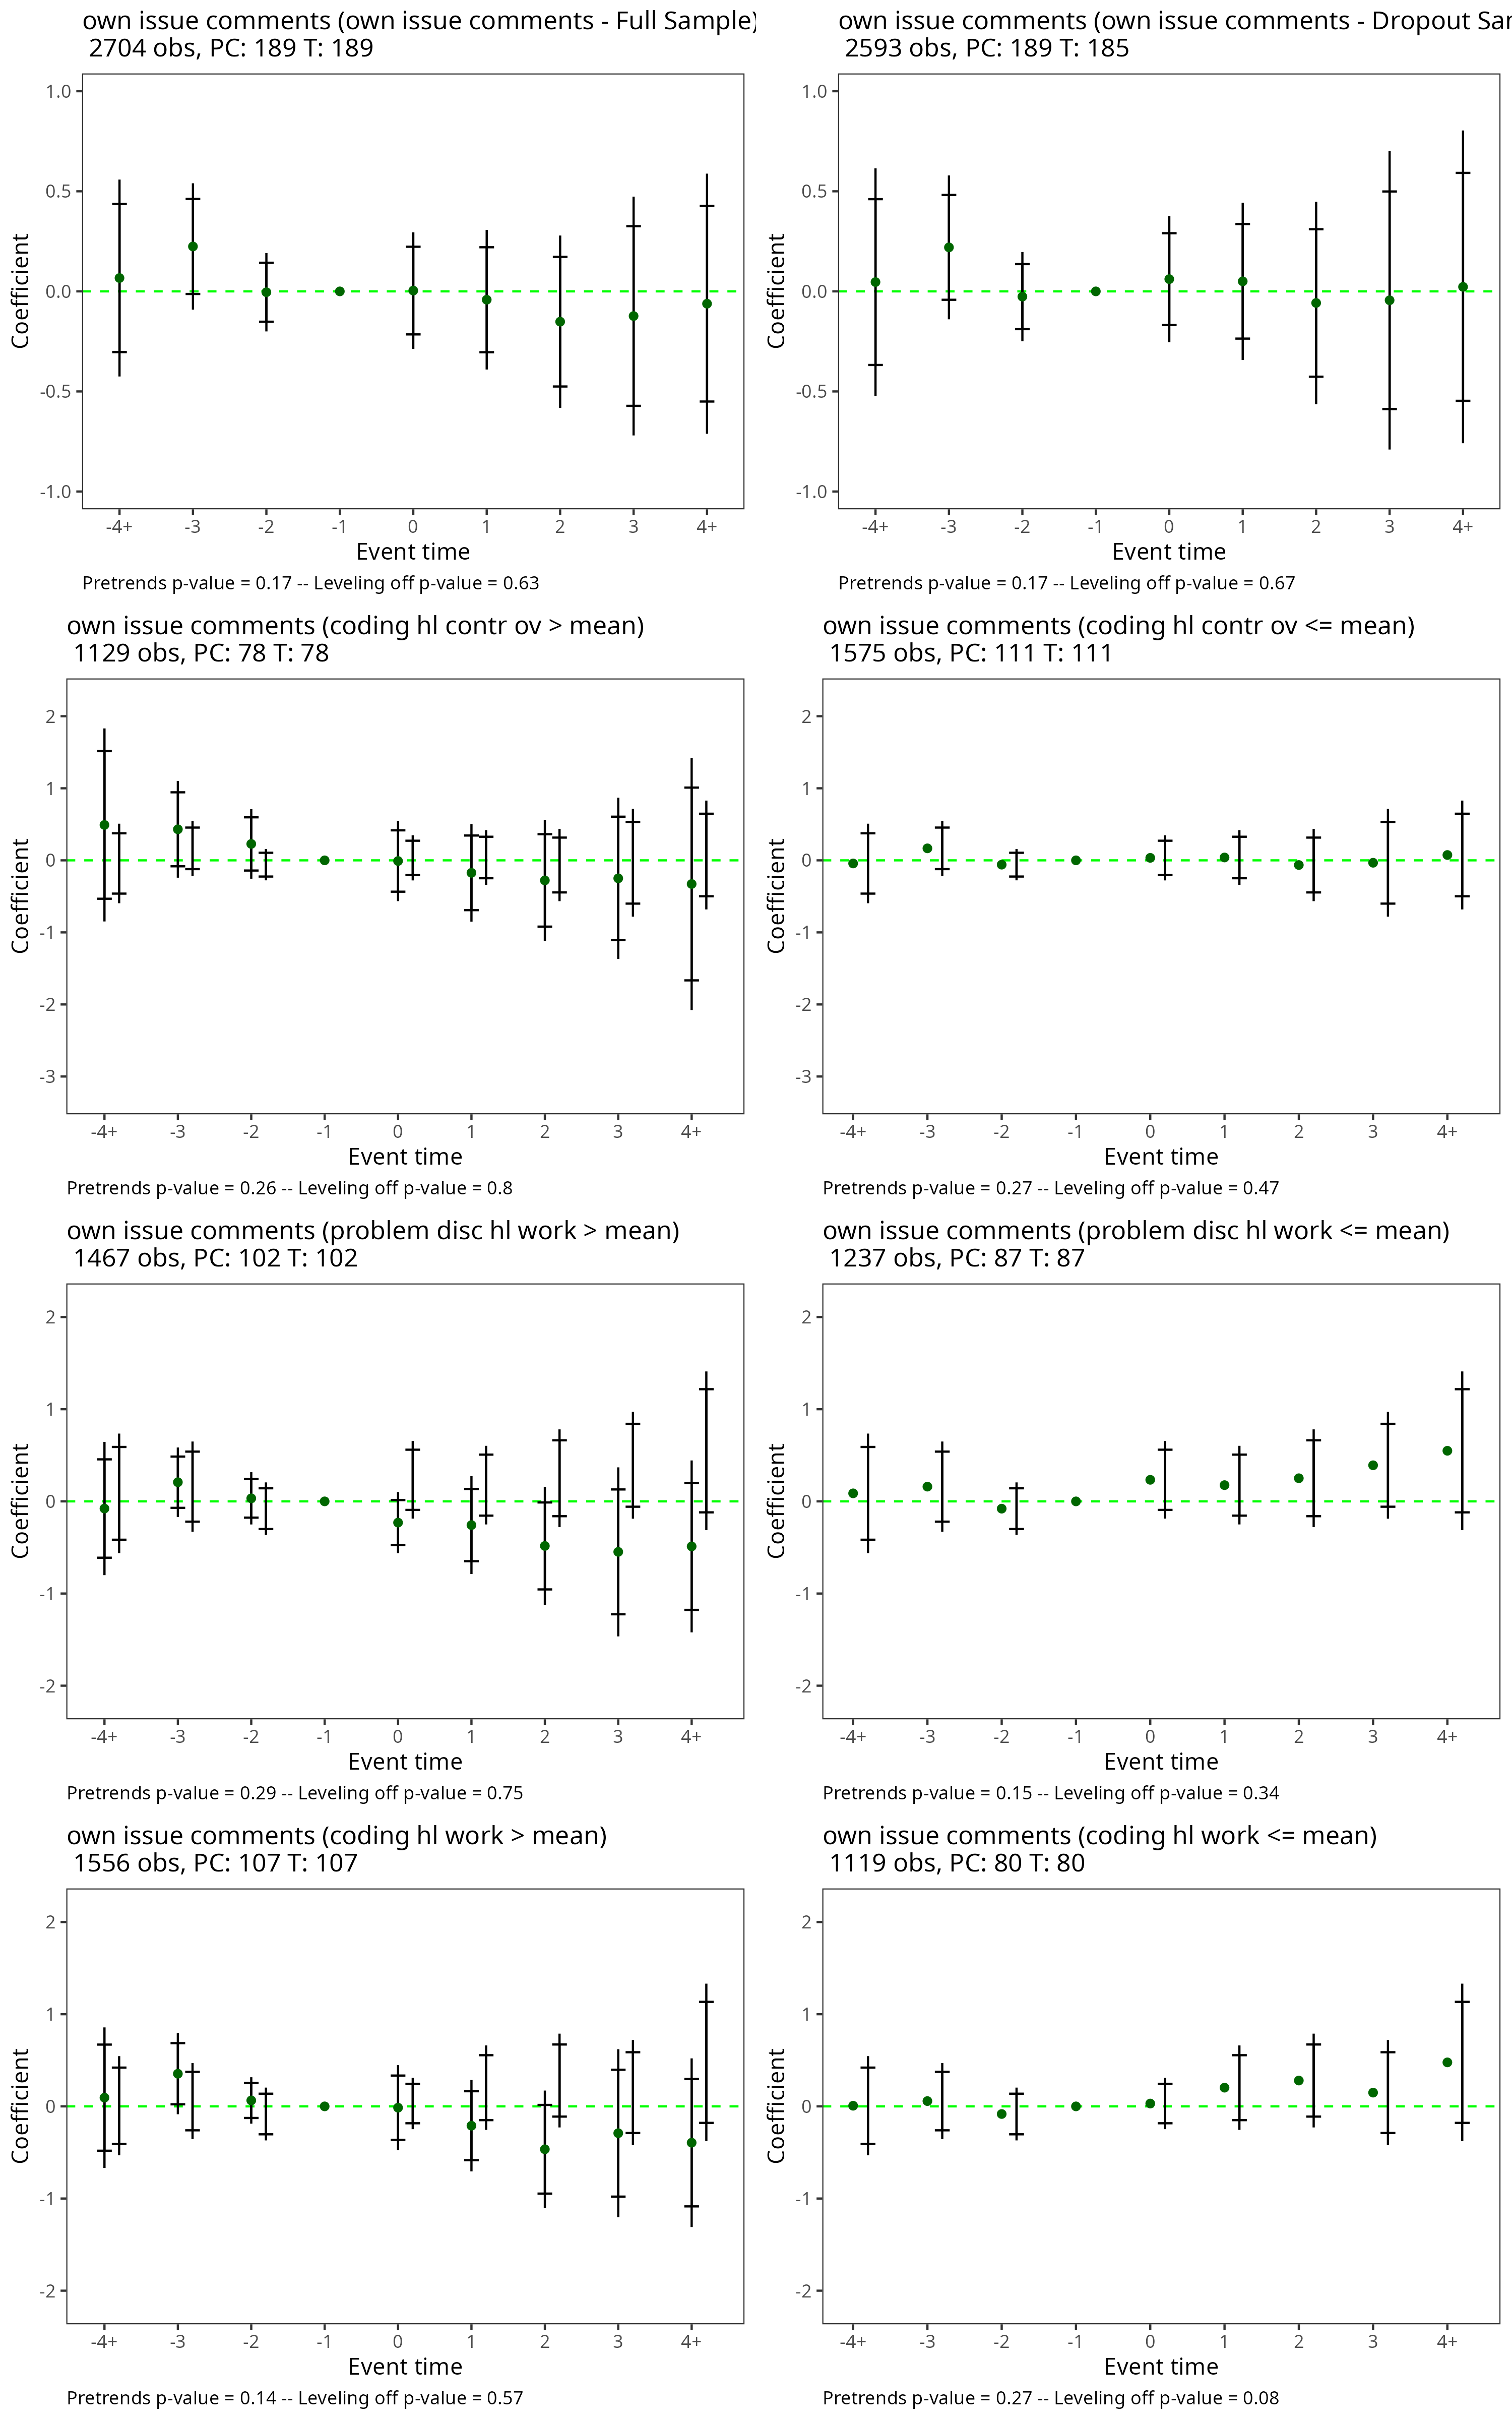 own issue comments (own issue comments - Full Sample)
2704 obs, PC: 189 T: 189
1.0
0.5
0.0
-0.5
-1.0
Coefficient
-4+ -3 -2 -1 0 1 2 3 4+
Event time
Pretrends p-value = 0.17 -- Leveling off p-value = 0.63
own issue comments (own issue comments - Dropout Sar
2593 obs, PC: 189 T: 185
1.0
0.5
0.0
-0.5
-1.0
Coefficient
-4+ -3 -2 -1 0 1 2 3 4+
Event time
Pretrends p-value = 0.17 -- Leveling off p-value = 0.67
own issue comments (coding hl contr ov > mean)
1129 obs, PC: 78 T: 78
2
1
0
-1
-2
-3
Coefficient
-4+ -3 -2 -1 0 1 2 3 4+
Event time
Pretrends p-value = 0.26 -- Leveling off p-value = 0.8
own issue comments (coding hl contr ov <= mean)
1575 obs, PC: 111 T: 111
2
1
0
-1
-2
-3
Coefficient
-4+ -3 -2 -1 0 1 2 3 4+
Event time
Pretrends p-value = 0.27 -- Leveling off p-value = 0.47
own issue comments (problem disc hl work > mean)
1467 obs, PC: 102 T: 102
2
1
0
-1
-2
Coefficient
-4+ -3 -2 -1 0 1 2 3 4+
Event time
Pretrends p-value = 0.29 -- Leveling off p-value = 0.75
own issue comments (problem disc hl work <= mean)
1237 obs, PC: 87 T: 87
2
1
0
-1
-2
Coefficient
-4+ -3 -2 -1 0 1 2 3 4+
Event time
Pretrends p-value = 0.15 -- Leveling off p-value = 0.34
own issue comments (coding hl work > mean)
1556 obs, PC: 107 T: 107
2
1
0
-1
-2
Coefficient
-4+ -3 -2 -1 0 1 2 3 4+
Event time
Pretrends p-value = 0.14 -- Leveling off p-value = 0.57
own issue comments (coding hl work <= mean)
1119 obs, PC: 80 T: 80
2
1
0
-1
-2
Coefficient
-4+ -3 -2 -1 0 1 2 3 4+
Event time
Pretrends p-value = 0.27 -- Leveling off p-value = 0.08